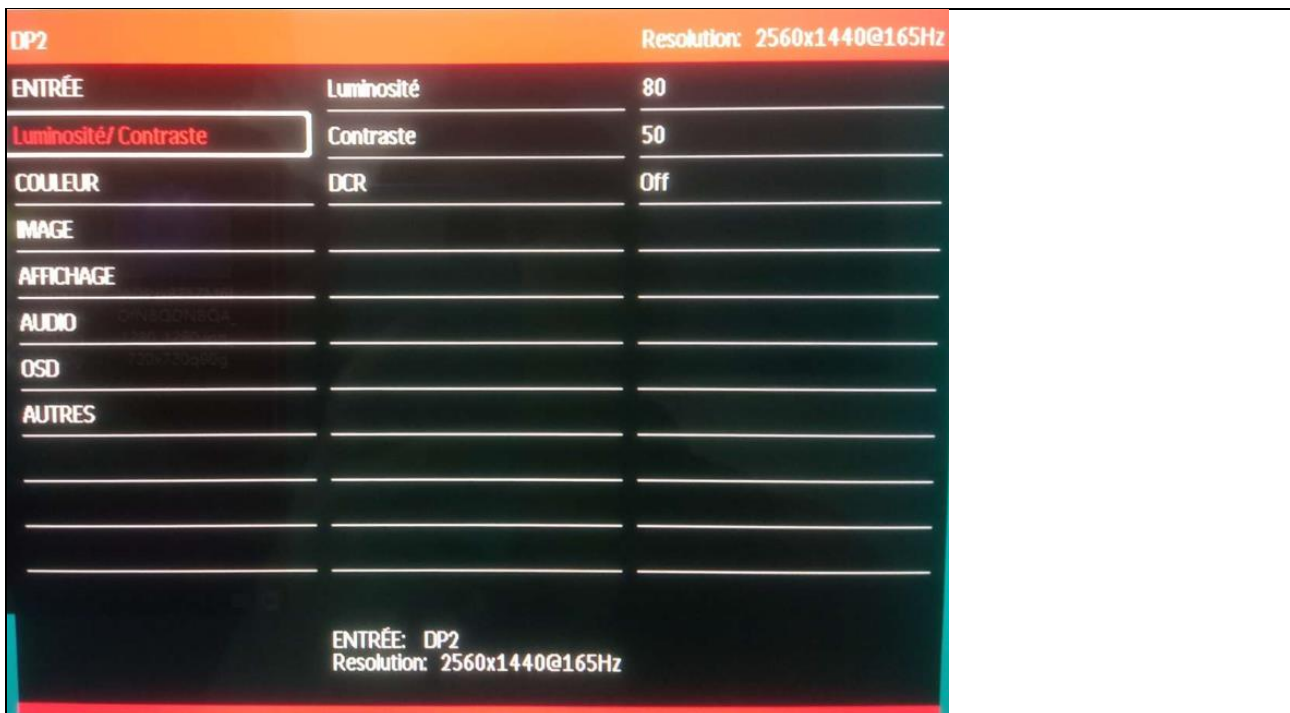 DP2 Resolution: 2560x1440@165Hz
ENTRÉE Luminosité 80
Luminosité/ Contraste Contraste 50
COULEUR DCR Off
IMAGE
AFFICHAGE
AUDIO
OSD
AUTRES
ENTRÉE: DP2
Resolution: 2560x1440@165Hz